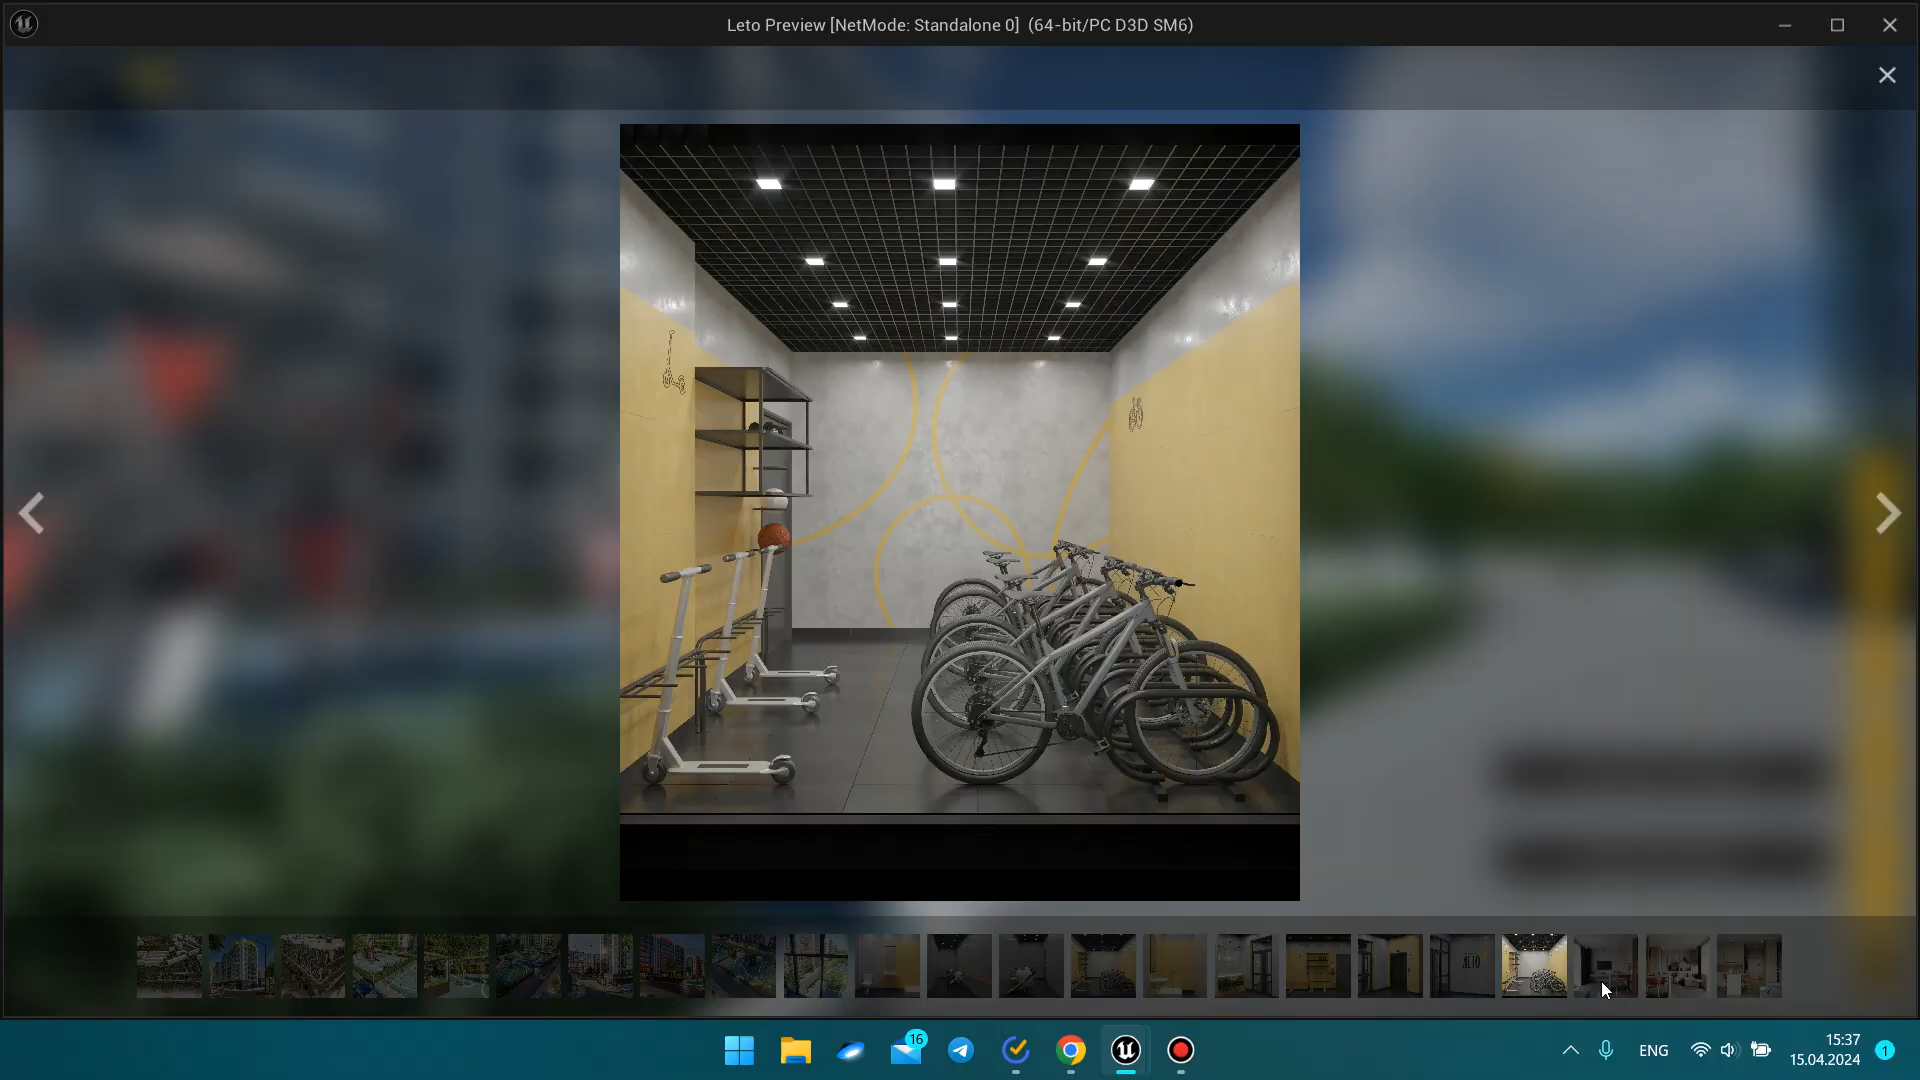 Leto Preview [NetMode: Standalone 0] (64-bit/PC D3D SM6)
16
ENG
15:37
15.04.2024
1